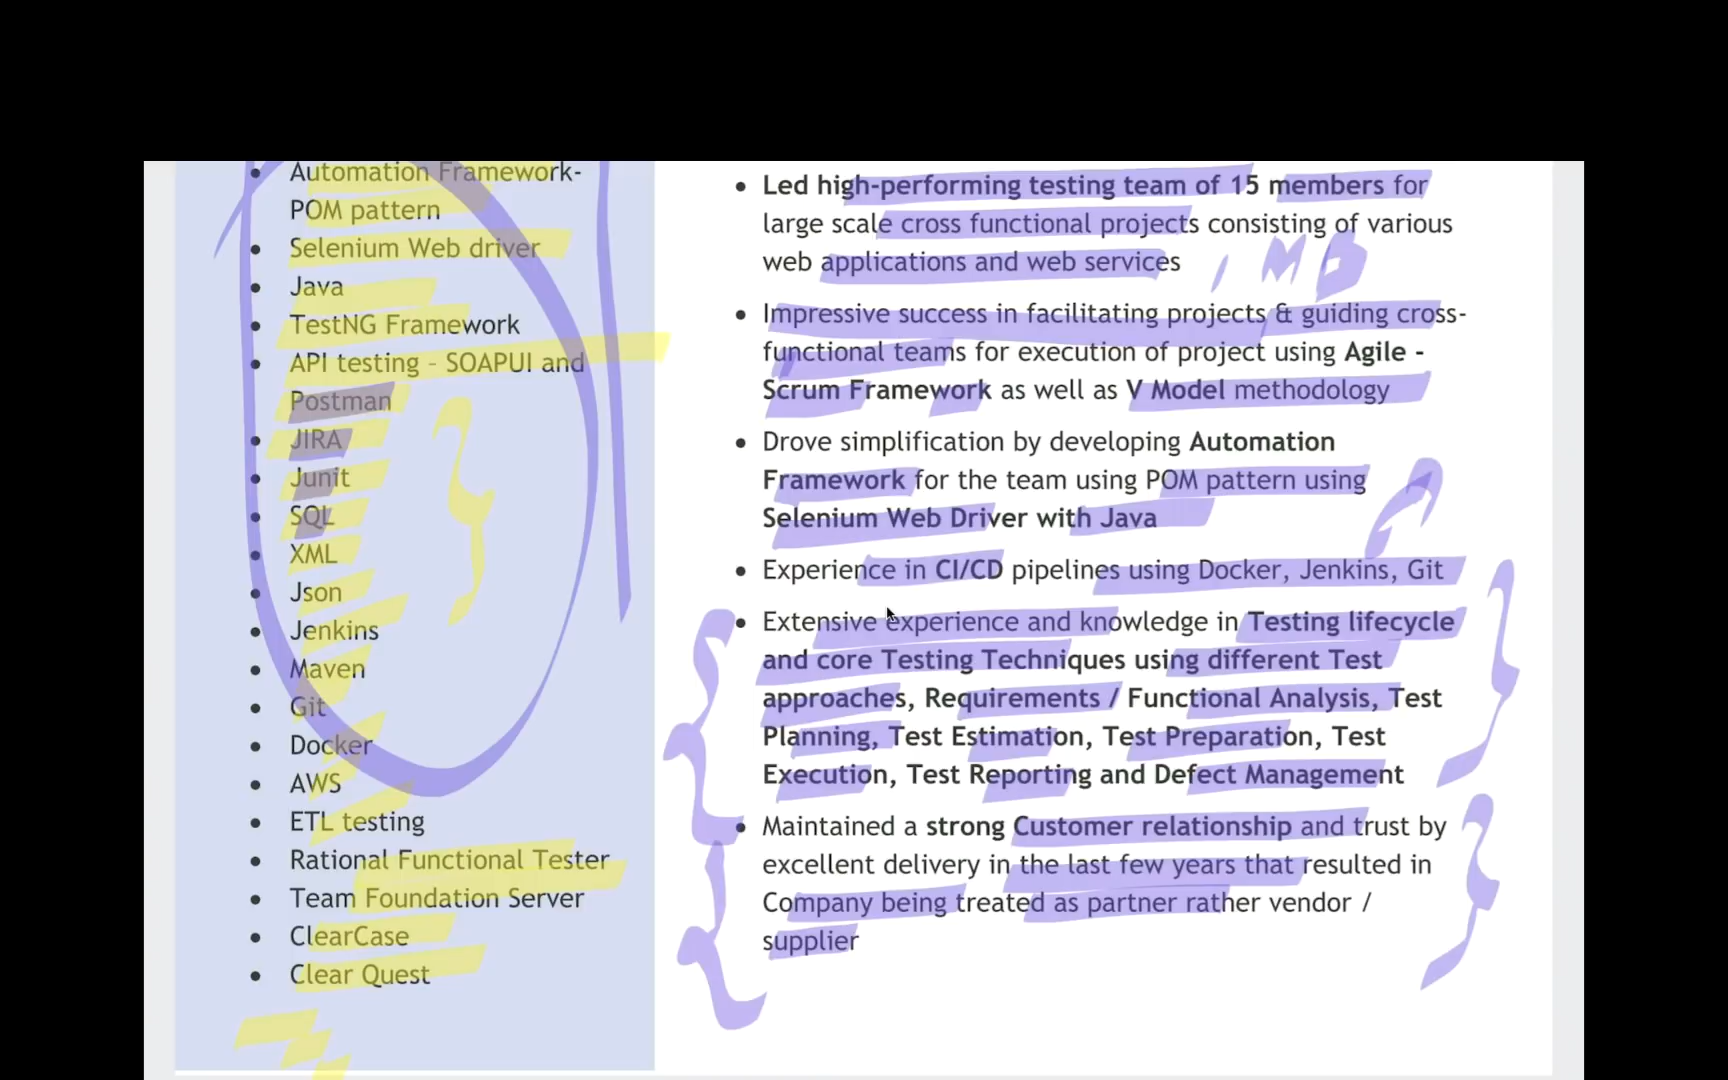 Automation Framework-
POM pattern
Selenium Web driver
Java
TestNG Framework
API testing - SOAPUI and
Postman
JIRA
Junit
SQL
XML
Json
Jenkins
Maven
Git
Docker
AWS
ETL testing
Rational Functional Tester
Team Foundation Server
ClearCase
Clear Quest
Led high-performing testing team of 15 members for
large scale cross functional projects consisting of various
web applications and web services
Impressive success in facilitating projects & guiding cross-
functional teams for execution of project using Agile -
Scrum Framework as well as V Model methodology
Drove simplification by developing Automation
Framework for the team using POM pattern using
Selenium Web Driver with Java
Experience in CI/CD pipelines using Docker, Jenkins, Git
Extensive experience and knowledge in Testing lifecycle
and core Testing Techniques using different Test
approaches, Requirements / Functional Analysis, Test
Planning, Test Estimation, Test Preparation, Test
Execution, Test Reporting and Defect Management
Maintained a strong Customer relationship and trust by
excellent delivery in the last few years that resulted in
Company being treated as partner rather vendor /
supplier